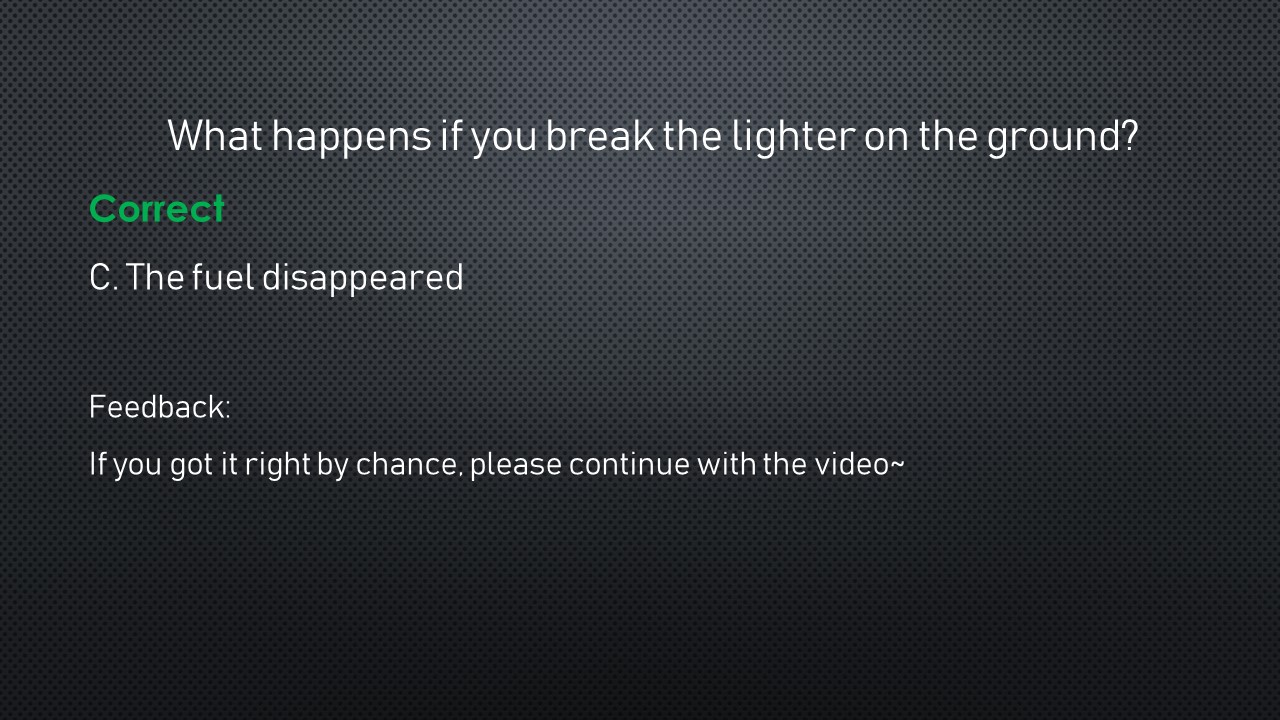 What happens if you break the lighter on the ground?
Correct
C. The fuel disappeared
Feedback:
If you got it right by chance, please continue with the video~